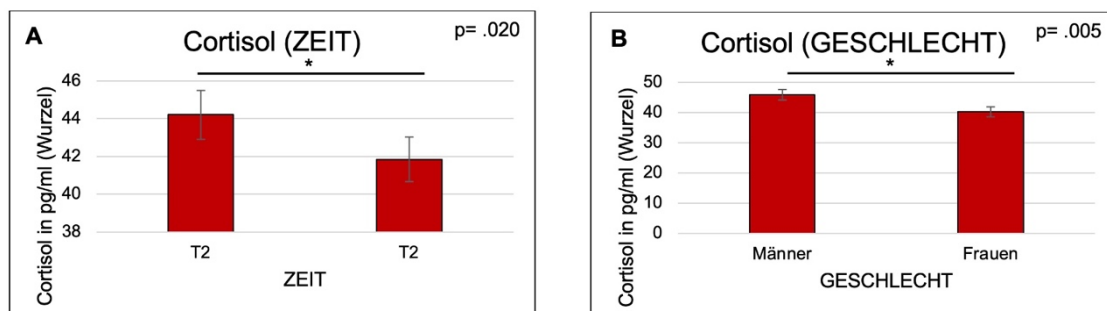 A
Cortisol (ZEIT)
p= .020
*
Cortisol in pg/ml (Wurzel)
46
44
42
40
38
T2
T2
ZEIT
B
Cortisol (GESCHLECHT)
p= .005
*
Cortisol in pg/ml (Wurzel)
50
40
30
20
10
0
Männer
Frauen
GESCHLECHT